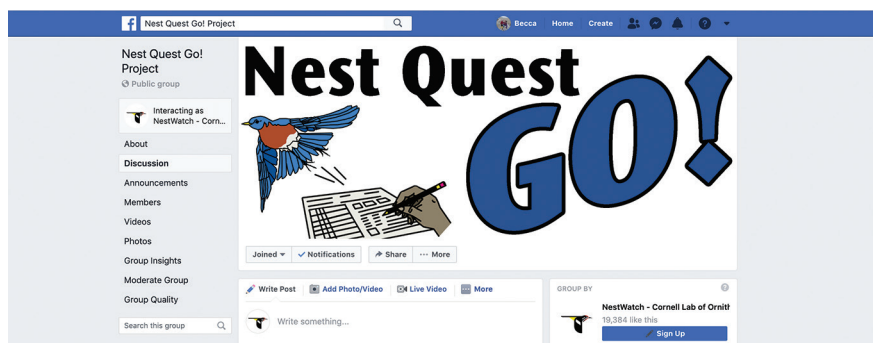 Nest Quest Go! Project
Becca
Home
Create
Nest Quest Go!
Project
Public group
Interacting as
NestWatch - Corn...
About
Discussion
Announcements
Members
Videos
Photos
Group Insights
Moderate Group
Group Quality
Search this group
Nest Quest
GO!
Joined
Notifications
Share
More
Write Post
Add Photo/Video
Live Video
More
Write something...
GROUP BY
NestWatch - Cornell Lab of Ornith
19,384 like this
Sign Up